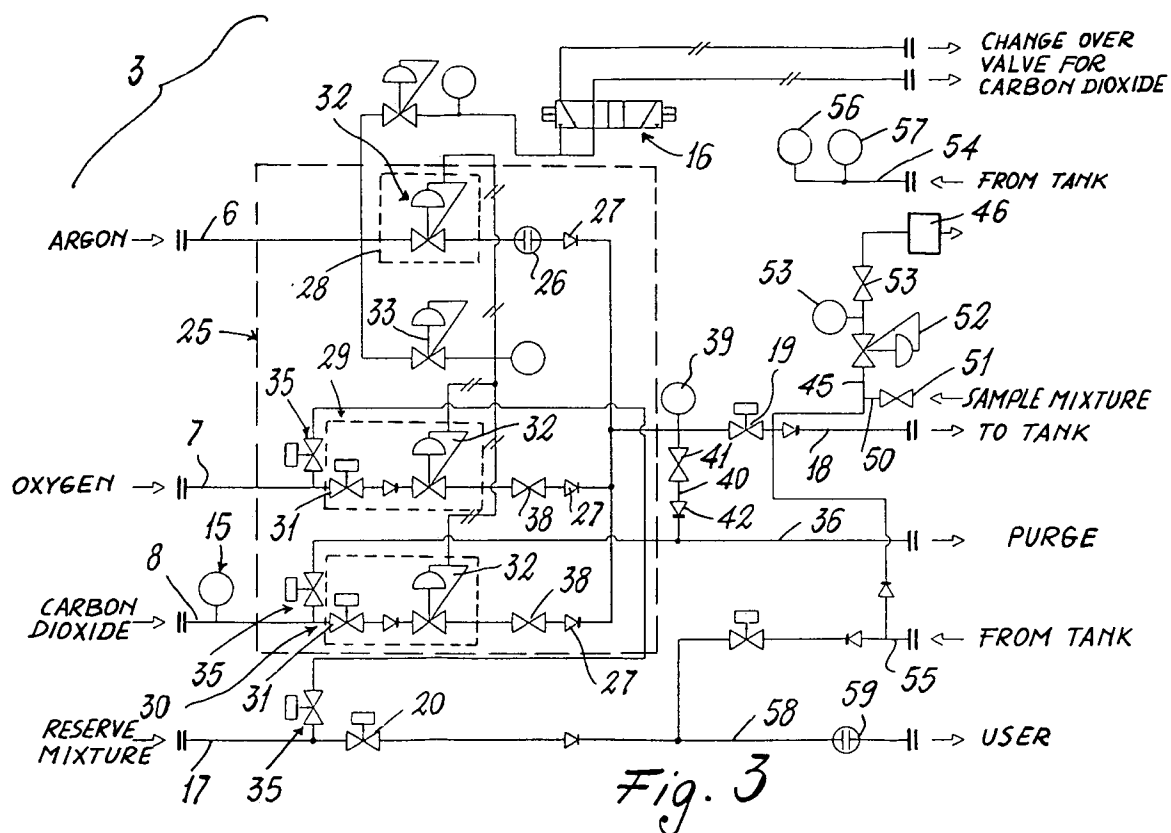 3
CHANGE OVER
VALVE FOR
CARBON DIOXIDE
32
16
56
57
54
FROM TANK
6
27
46
ARGON
28
26
53
53
25
33
52
29
39
19
45
51
35
SAMPLE MIXTURE
50
7
32
41
18
TO TANK
OXYGEN
40
31
38
27
42
15
36
PURGE
8
32
38
CARBON
DIOXIDE
FROM TANK
35
30
31
27
55
20
58
59
RESERVE
MIXTURE
USER
17
35
Fig. 3